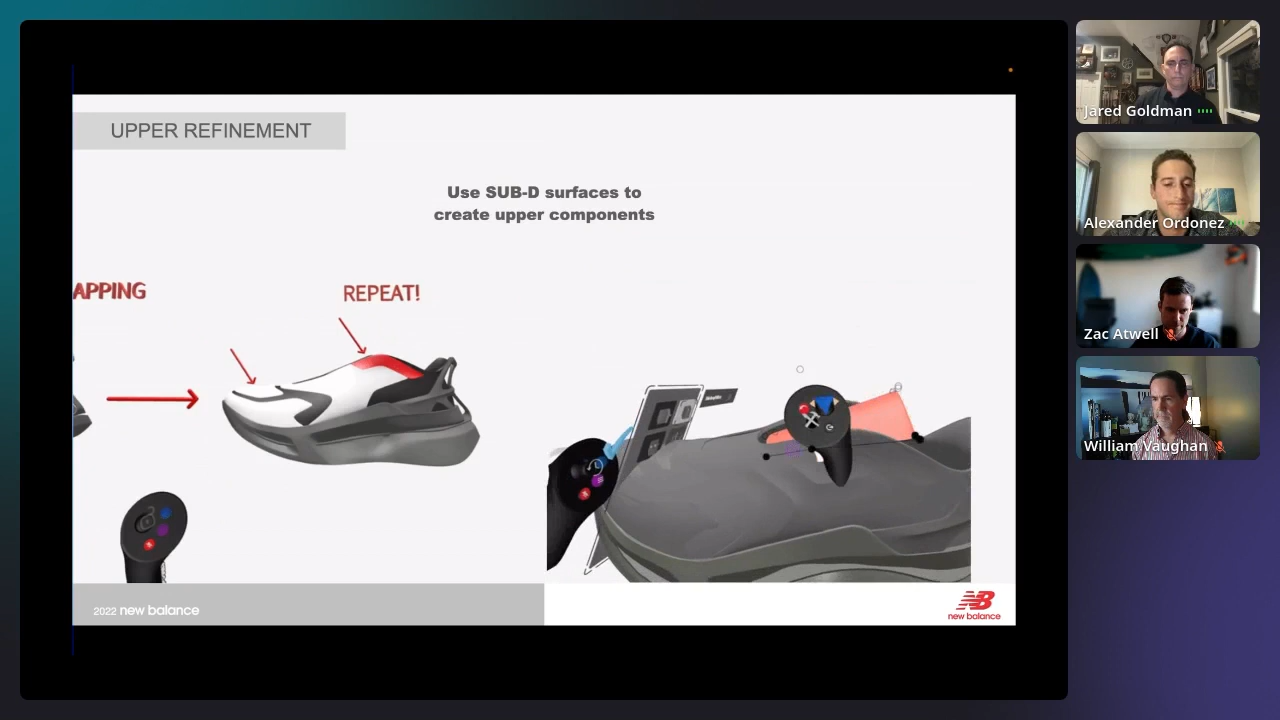 UPPER REFINEMENT
Use SUB-D surfaces to
create upper components
APPING
REPEAT!
2022 new balance
NB
new balance
Jared Goldman
Alexander Ordonez
Zac Atwell
William Vaughan